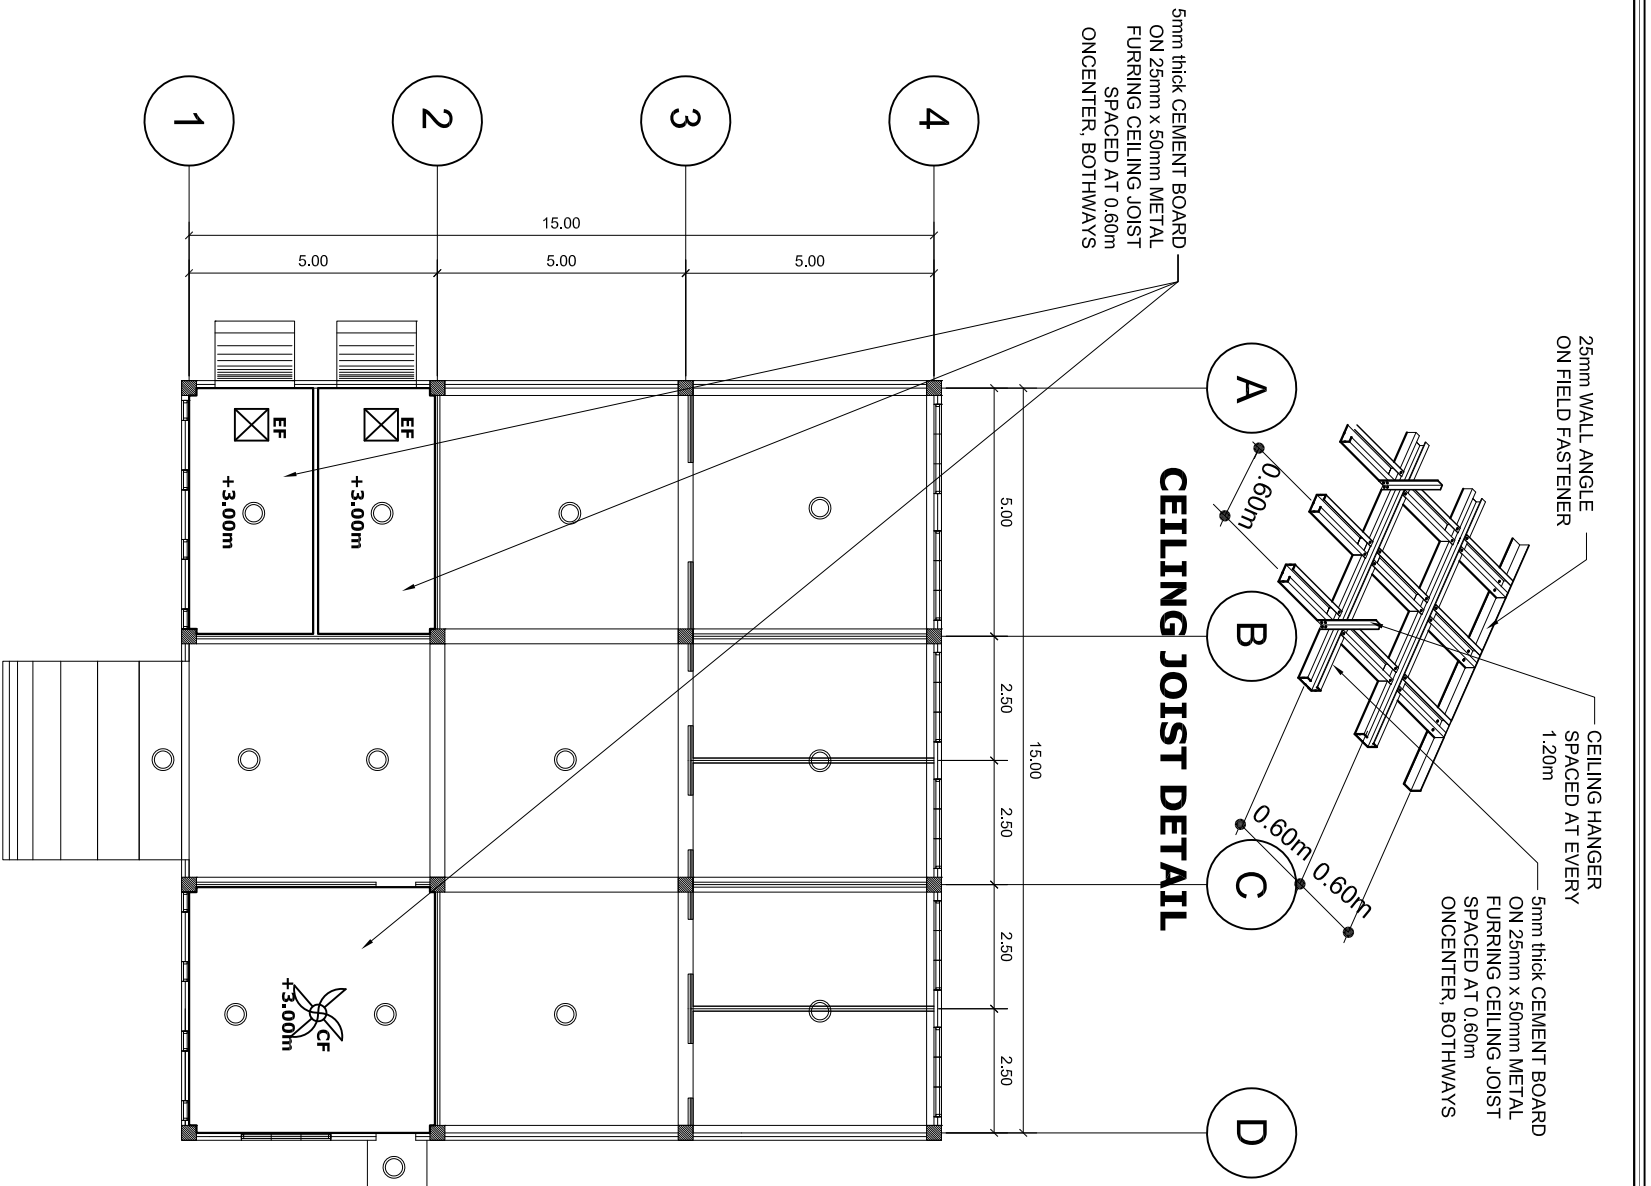 5mm thick CEMENT BOARD
ON 25mm x 50mm METAL
FURRING CEILING JOIST
SPACED AT 0.60m
ONCENTER, BOTHWAYS
25mm WALL ANGLE
ON FIELD FASTENER
CEILING HANGER
SPACED AT EVERY
1.20m
5mm thick CEMENT BOARD
ON 25mm x 50mm METAL
FURRING CEILING JOIST
SPACED AT 0.60m
ONCENTER, BOTHWAYS
0.60m
0.60m
0.60m
CEILING JOIST DETAIL
A
B
C
D
15.00
5.00
2.50
2.50
2.50
2.50
4
3
2
1
15.00
5.00
5.00
5.00
EF
+3.00m
EF
+3.00m
CF
+3.00m